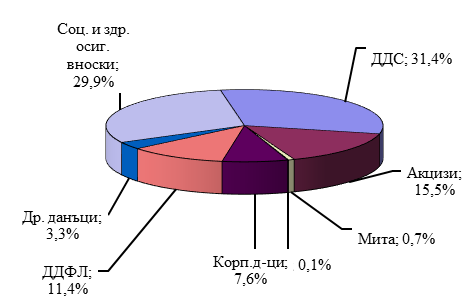 Соц. и здр.
осиг.
вноски;
29,9%
ДДС; 31,4%
Акцизи;
15,5%
Мита; 0,7%
0,1%
Корп.д-ци;
7,6%
ДДФЛ;
11,4%
Др. данъци;
3,3%